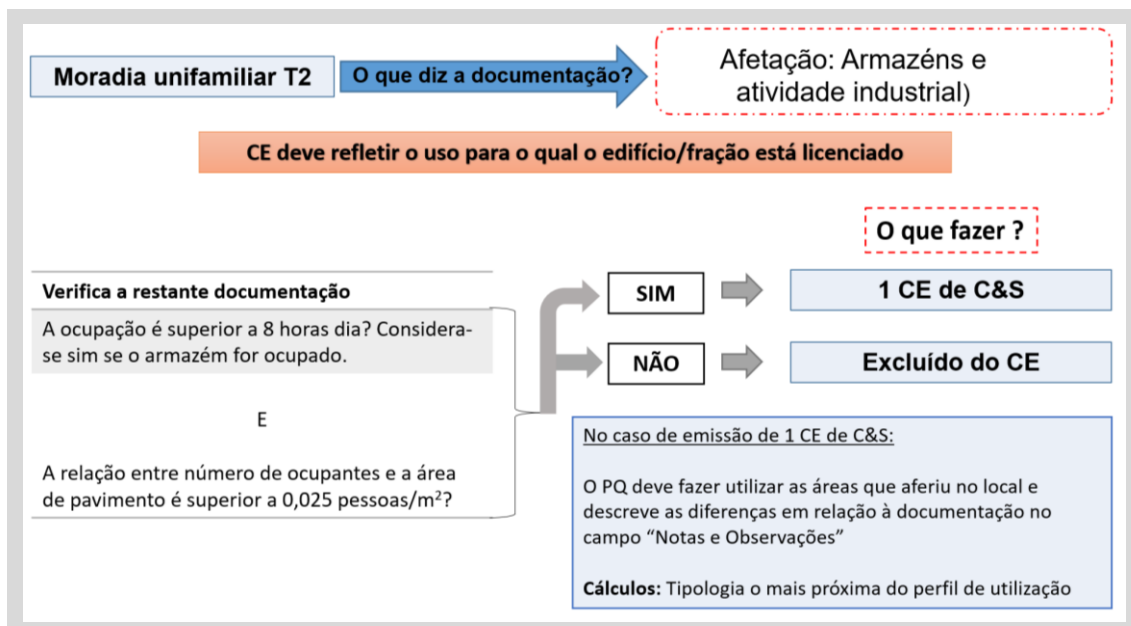 Moradia unifamiliar T2
O que diz a documentação?
Afetação: Armazéns e
atividade industrial)
CE deve refletir o uso para o qual o edifício/fração está licenciado
O que fazer ?
Verifica a restante documentação
A ocupação é superior a 8 horas dia? Considera-
se sim se o armazém for ocupado.
E
A relação entre número de ocupantes e a área
de pavimento é superior a 0,025 pessoas/m²?
SIM
1 CE de C&S
NÃO
Excluído do CE
No caso de emissão de 1 CE de C&S:
O PQ deve fazer utilizar as áreas que aferiu no local e
descreve as diferenças em relação à documentação no
campo “Notas e Observações”
Cálculos: Tipologia o mais próxima do perfil de utilização